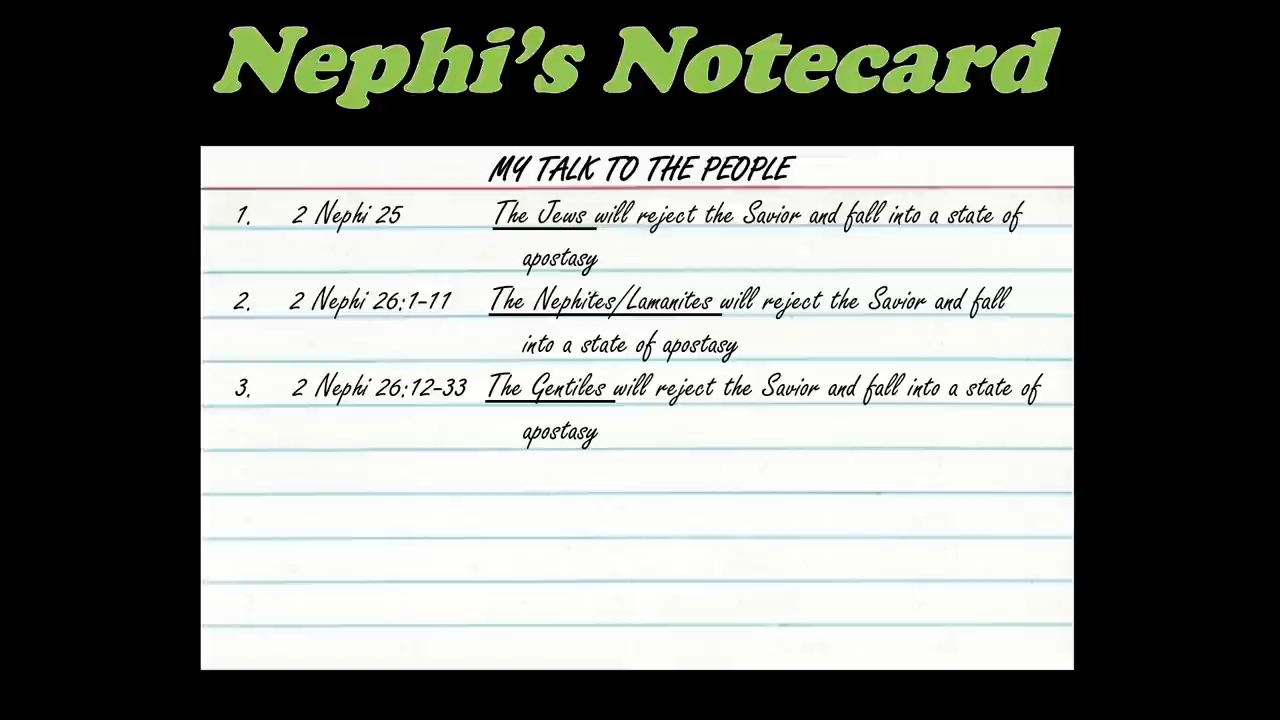 Nephi's Notecard
MY TALK TO THE PEOPLE
1. 2 Nephi 25 The Jews will reject the Savior and fall into a state of
apostasy
2. 2 Nephi 26:1-11 The Nephites/Lamanites will reject the Savior and fall
into a state of apostasy
3. 2 Nephi 26:12-33 The Gentiles will reject the Savior and fall into a state of
apostasy